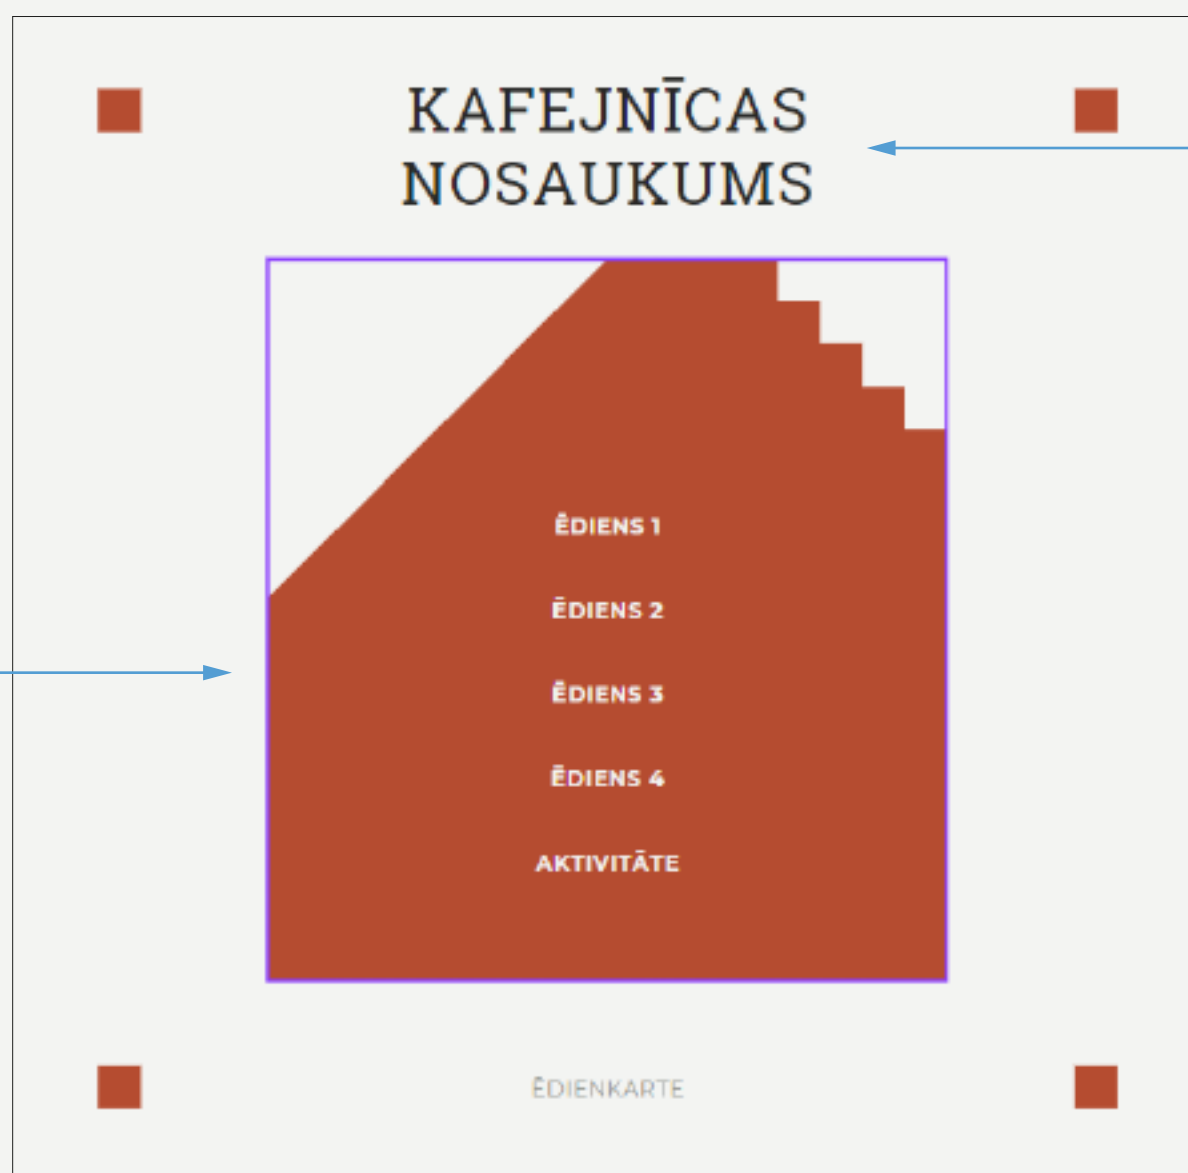 KAFEJNĪCAS
NOSAUKUMS
ĒDIENS 1
ĒDIENS 2
ĒDIENS 3
ĒDIENS 4
AKTIVITĀTE
ĒDIENKARTE